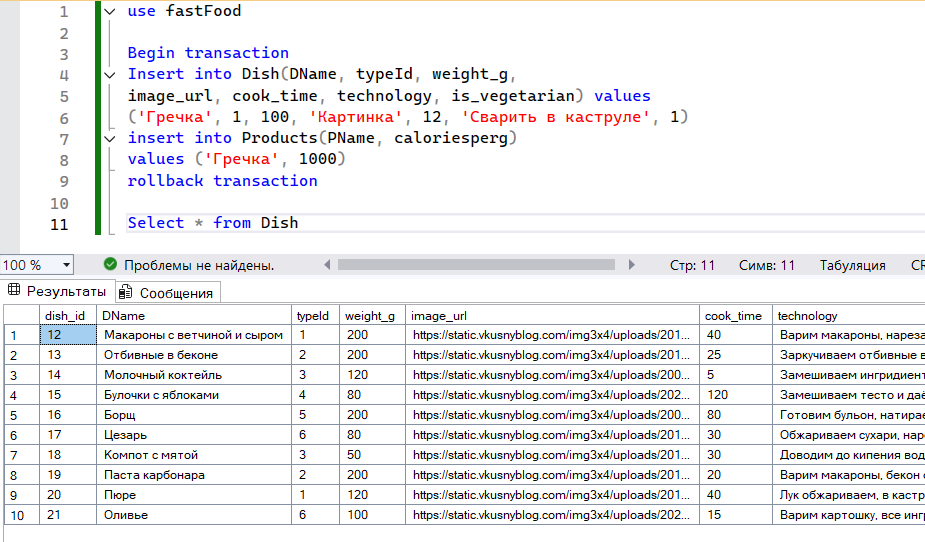 1 use fastFood
2
3 Begin transaction
4 Insert into Dish(DName, typeId, weight_g,
5 image_url, cook_time, technology, is_vegetarian) values
6 ('Гречка', 1, 100, 'Картинка', 12, 'Сварить в каструле', 1)
7 insert into Products(PName, caloriesperg)
8 values ('Гречка', 1000)
9 rollback transaction
10
11 Select * from Dish
100 % Проблемы не найдены. Стр: 11 Симв: 11 Табуляция CR
Результаты Сообщения
dish_id DName typeId weight_g image_url cook_time technology
1 12 Макароны с ветчиной и сыром 1 200 https://static.vkusnyblog.com/img3x4/uploads/201... 40 Варим макароны, нареза
2 13 Отбивные в беконе 2 200 https://static.vkusnyblog.com/img3x4/uploads/201... 25 Заркучиваем отбивные в
3 14 Молочный коктейль 3 120 https://static.vkusnyblog.com/img3x4/uploads/200... 5 Замешиваем ингридиент
4 15 Булочки с яблоками 4 80 https://static.vkusnyblog.com/img3x4/uploads/202... 120 Замешиваем тесто и даё
5 16 Борщ 5 200 https://static.vkusnyblog.com/img3x4/uploads/200... 80 Готовим бульон, натирае
6 17 Цезарь 6 80 https://static.vkusnyblog.com/img3x4/uploads/201... 30 Обжариваем сухари, наре
7 18 Компот с мятой 3 50 https://static.vkusnyblog.com/img3x4/uploads/201... 30 Доводим до кипения вод
8 19 Паста карбонара 2 200 https://static.vkusnyblog.com/img3x4/uploads/201... 20 Варим макароны, бекон о
9 20 Пюре 1 120 https://static.vkusnyblog.com/img3x4/uploads/201... 40 Лук обжариваем, в кастр
10 21 Оливье 6 100 https://static.vkusnyblog.com/img3x4/uploads/202... 15 Варим картошку, все инг